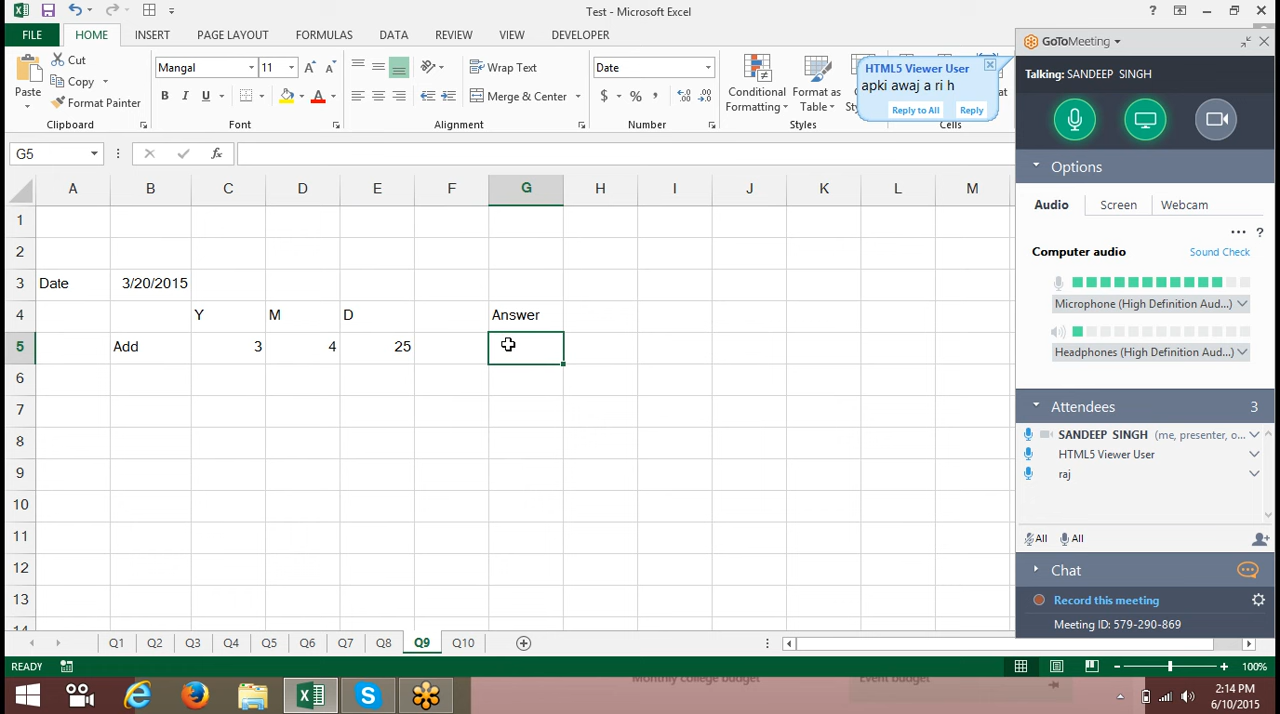 Test - Microsoft Excel
FILE HOME INSERT PAGE LAYOUT FORMULAS DATA REVIEW VIEW DEVELOPER
Paste
Cut
Copy
Format Painter
Clipboard
Mangal 11
B I U
Font
Wrap Text
Merge & Center
Alignment
Date
$ % ,
Number
Conditional
Formatting
Format as
Table
Styles
Cells
HTML5 Viewer User
apki awaj a ri h
Reply to All Reply
G5 fx
A B C D E F G H I J K L M
1
2
3 Date 3/20/2015
4 Y M D Answer
5 Add 3 4 25
6
7
8
9
10
11
12
13
14
Q1 Q2 Q3 Q4 Q5 Q6 Q7 Q8 Q9 Q10
READY 100%
GoToMeeting
Talking: SANDEEP SINGH
Options
Audio Screen Webcam
... ?
Computer audio Sound Check
Microphone (High Definition Aud...)
Headphones (High Definition Aud...)
Attendees 3
SANDEEP SINGH (me, presenter, o...
HTML5 Viewer User
raj
All All
Chat
Record this meeting
Meeting ID: 579-290-869
Monthly college budget Event budget
2:14 PM
6/10/2015